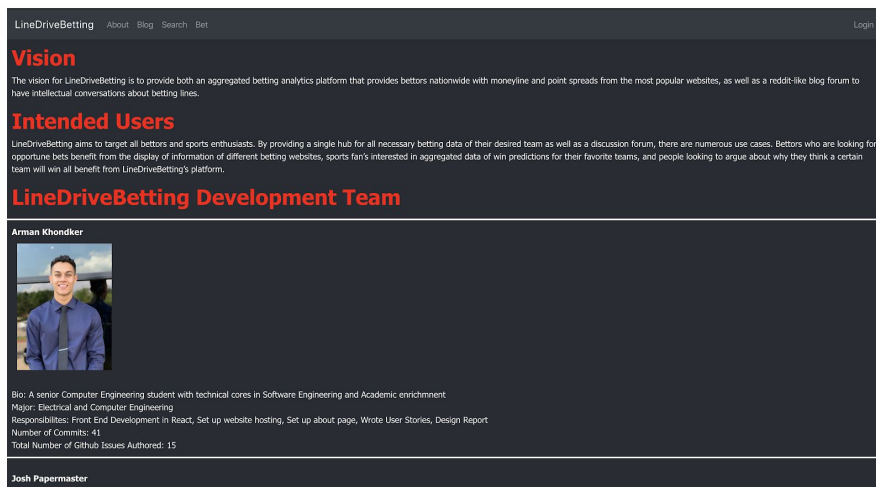 LineDriveBetting About Blog Search Bet Login
Vision
The vision for LineDriveBetting is to provide both an aggregated betting analytics platform that provides bettors nationwide with moneyline and point spreads from the most popular websites, as well as a reddit-like blog forum to
have intellectual conversations about betting lines.
Intended Users
LineDriveBetting aims to target all bettors and sports enthusiasts. By providing a single hub for all necessary betting data of their desired team as well as a discussion forum, there are numerous use cases. Bettors who are looking for
opportune bets benefit from the display of information of different betting websites, sports fan's interested in aggregated data of win predictions for their favorite teams, and people looking to argue about why they think a certain
team will win all benefit from LineDriveBetting's platform.
LineDriveBetting Development Team
Arman Khondker
Bio: A senior Computer Engineering student with technical cores in Software Engineering and Academic enrichmnent
Major: Electrical and Computer Engineering
Responsibilites: Front End Development in React, Set up website hosting, Set up about page, Wrote User Stories, Design Report
Number of Commits: 41
Total Number of Github Issues Authored: 15
Josh Papermaster